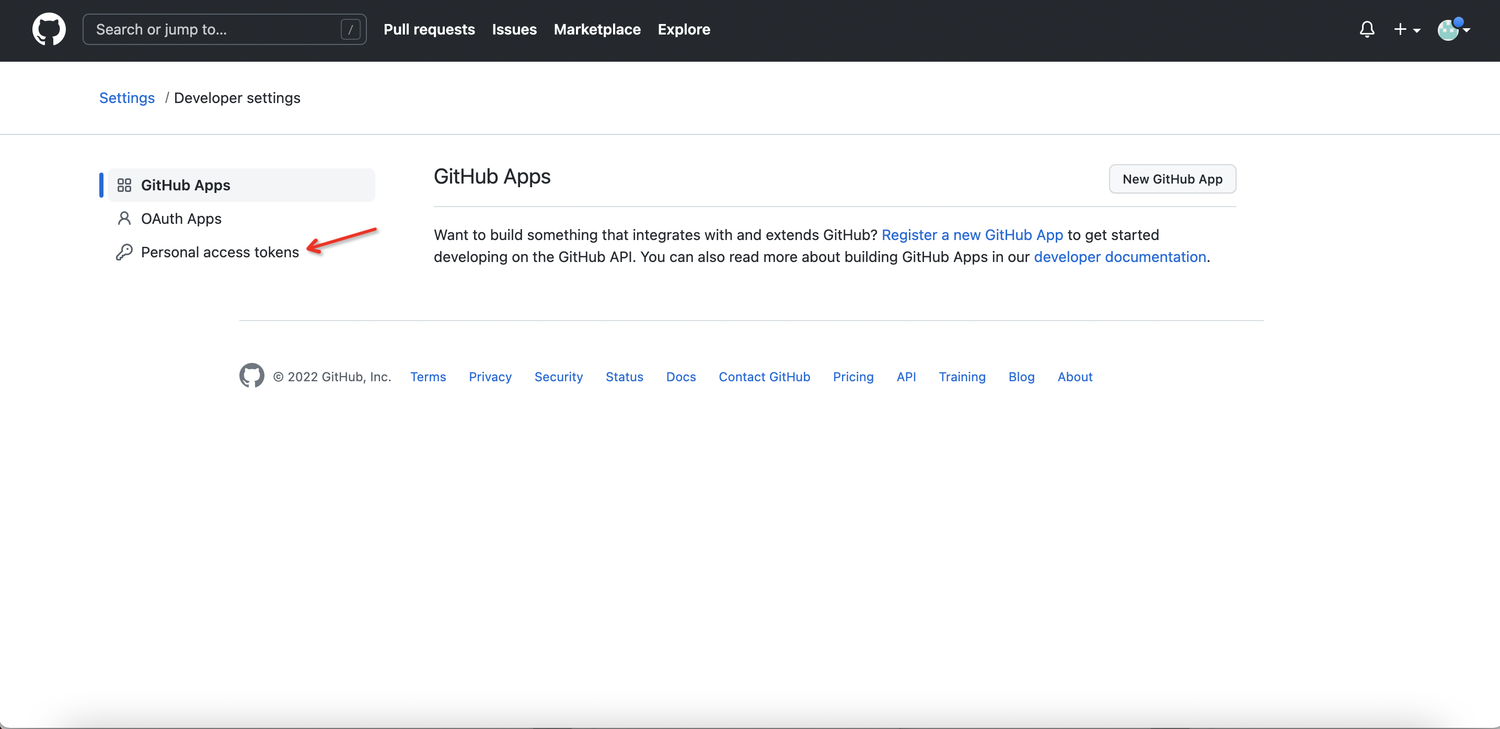 Search or jump to... / Pull requests Issues Marketplace Explore
Settings / Developer settings
GitHub Apps
OAuth Apps
Personal access tokens
GitHub Apps
New GitHub App
Want to build something that integrates with and extends GitHub? Register a new GitHub App to get started
developing on the GitHub API. You can also read more about building GitHub Apps in our developer documentation.
© 2022 GitHub, Inc. Terms Privacy Security Status Docs Contact GitHub Pricing API Training Blog About